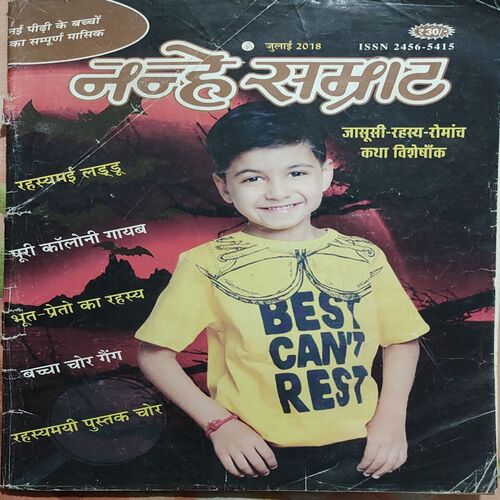 नई पीढ़ी के बच्चों
का सम्पूर्ण मासिक
जुलाई 2018
₹30/-
ISSN 2456-5415
नन्हे सम्राट
जासूसी-रहस्य-रोमांच
कथा विशेषाँक
रहस्यमई लड्डू
पूरी कॉलोनी गायब
भूत-प्रेतो का रहस्य
बच्चा चोर गैंग
रहस्यमयी पुस्तक चोर
BEST
CAN'T
REST